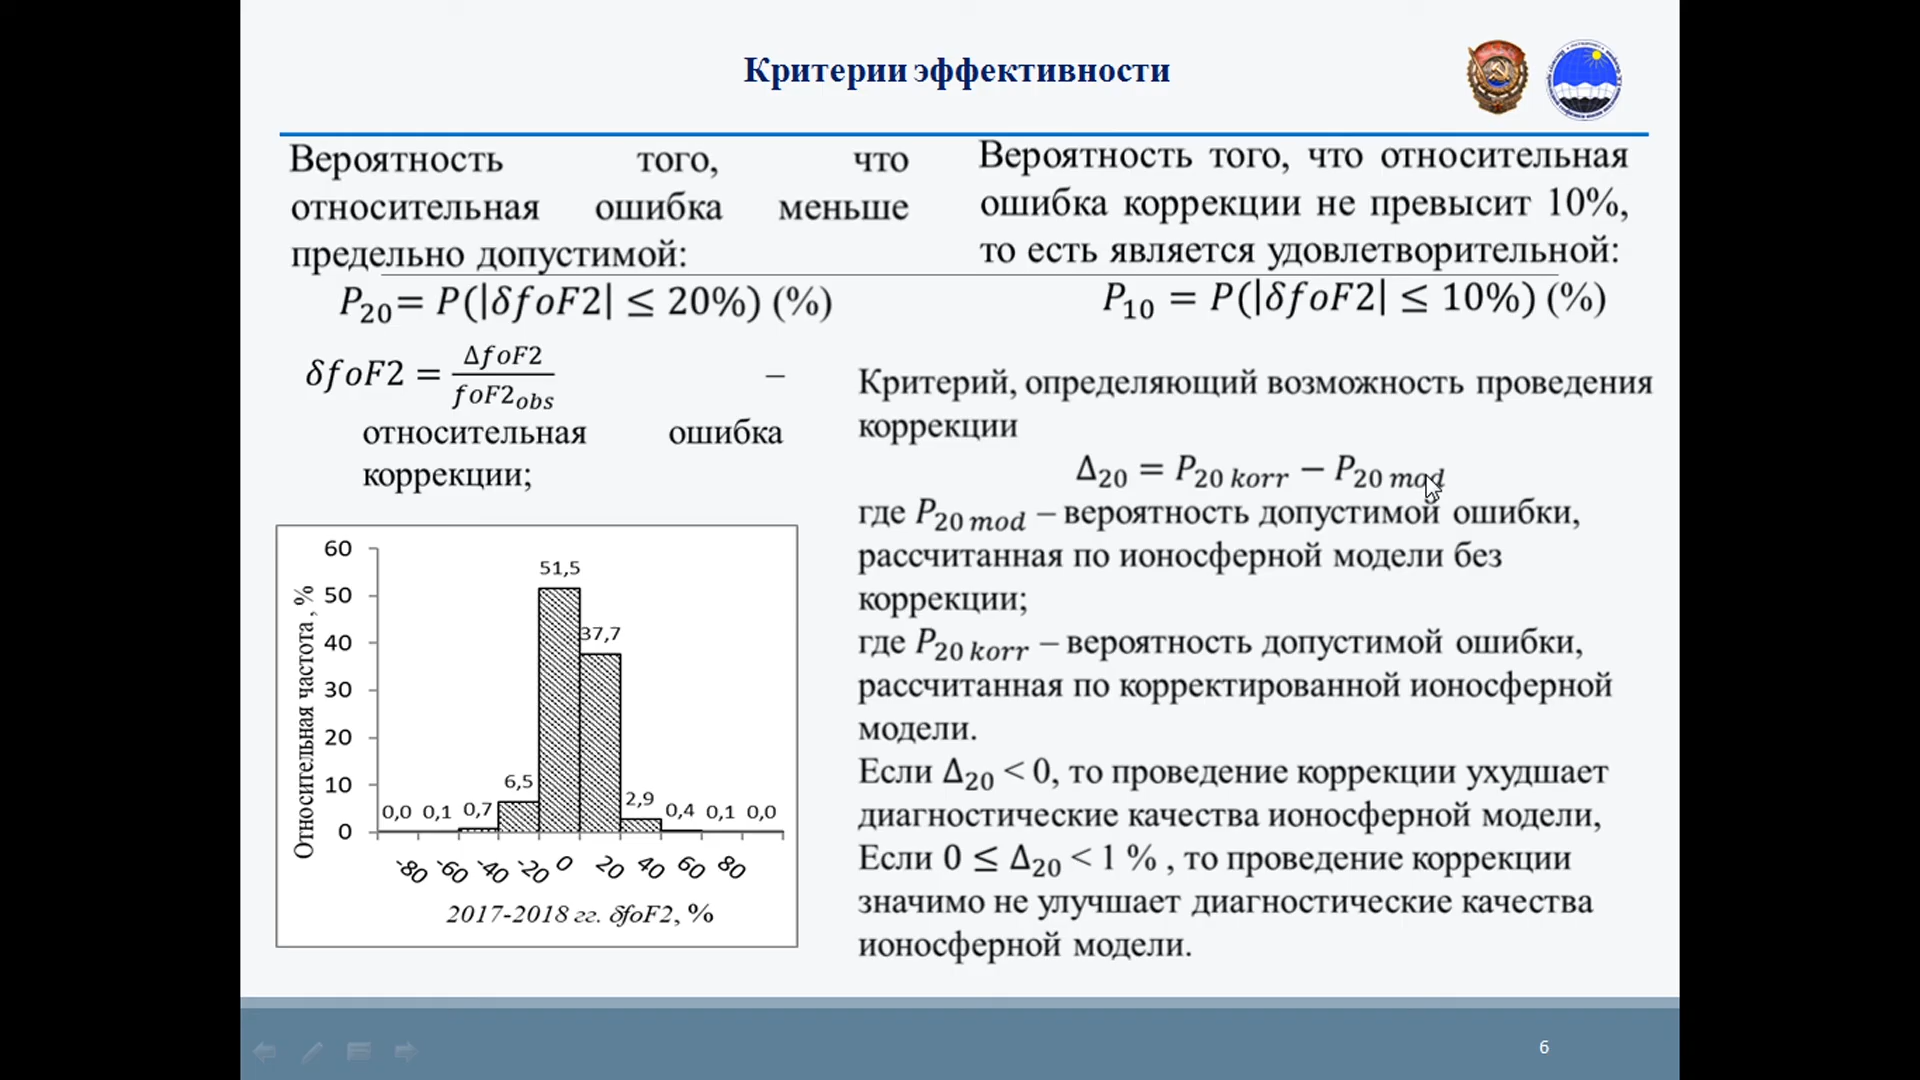 Критерии эффективности
Вероятность того, что
относительная ошибка меньше
предельно допустимой:
P₂₀= P(|δfoF2| ≤ 20%) (%)
δfoF2 = ΔfoF2 / foF2obs –
относительная ошибка
коррекции;
Вероятность того, что относительная
ошибка коррекции не превысит 10%,
то есть является удовлетворительной:
P₁₀ = P(|δfoF2| ≤ 10%) (%)
Критерий, определяющий возможность проведения
коррекции
Δ₂₀ = P₂₀ korr − P₂₀ mod
где P₂₀ mod – вероятность допустимой ошибки,
рассчитанная по ионосферной модели без
коррекции;
где P₂₀ korr – вероятность допустимой ошибки,
рассчитанная по корректированной ионосферной
модели.
Если Δ₂₀ < 0, то проведение коррекции ухудшает
диагностические качества ионосферной модели,
Если 0 ≤ Δ₂₀ < 1 % , то проведение коррекции
значимо не улучшает диагностические качества
ионосферной модели.
Относительная частота , %
60
50
40
30
20
10
0
0,0 0,1 0,7 6,5 51,5 37,7 2,9 0,4 0,1 0,0
-80 -60 -40 -20 0 20 40 60 80
2017-2018 гг. δfoF2, %
6